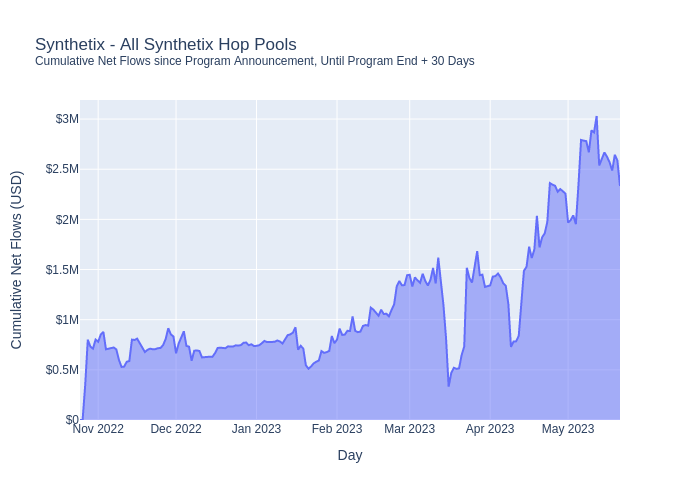 Synthetix - All Synthetix Hop Pools
Cumulative Net Flows since Program Announcement, Until Program End + 30 Days
Cumulative Net Flows (USD)
$3M
$2.5M
$2M
$1.5M
$1M
$0.5M
$0
Nov 2022 Dec 2022 Jan 2023 Feb 2023 Mar 2023 Apr 2023 May 2023
Day